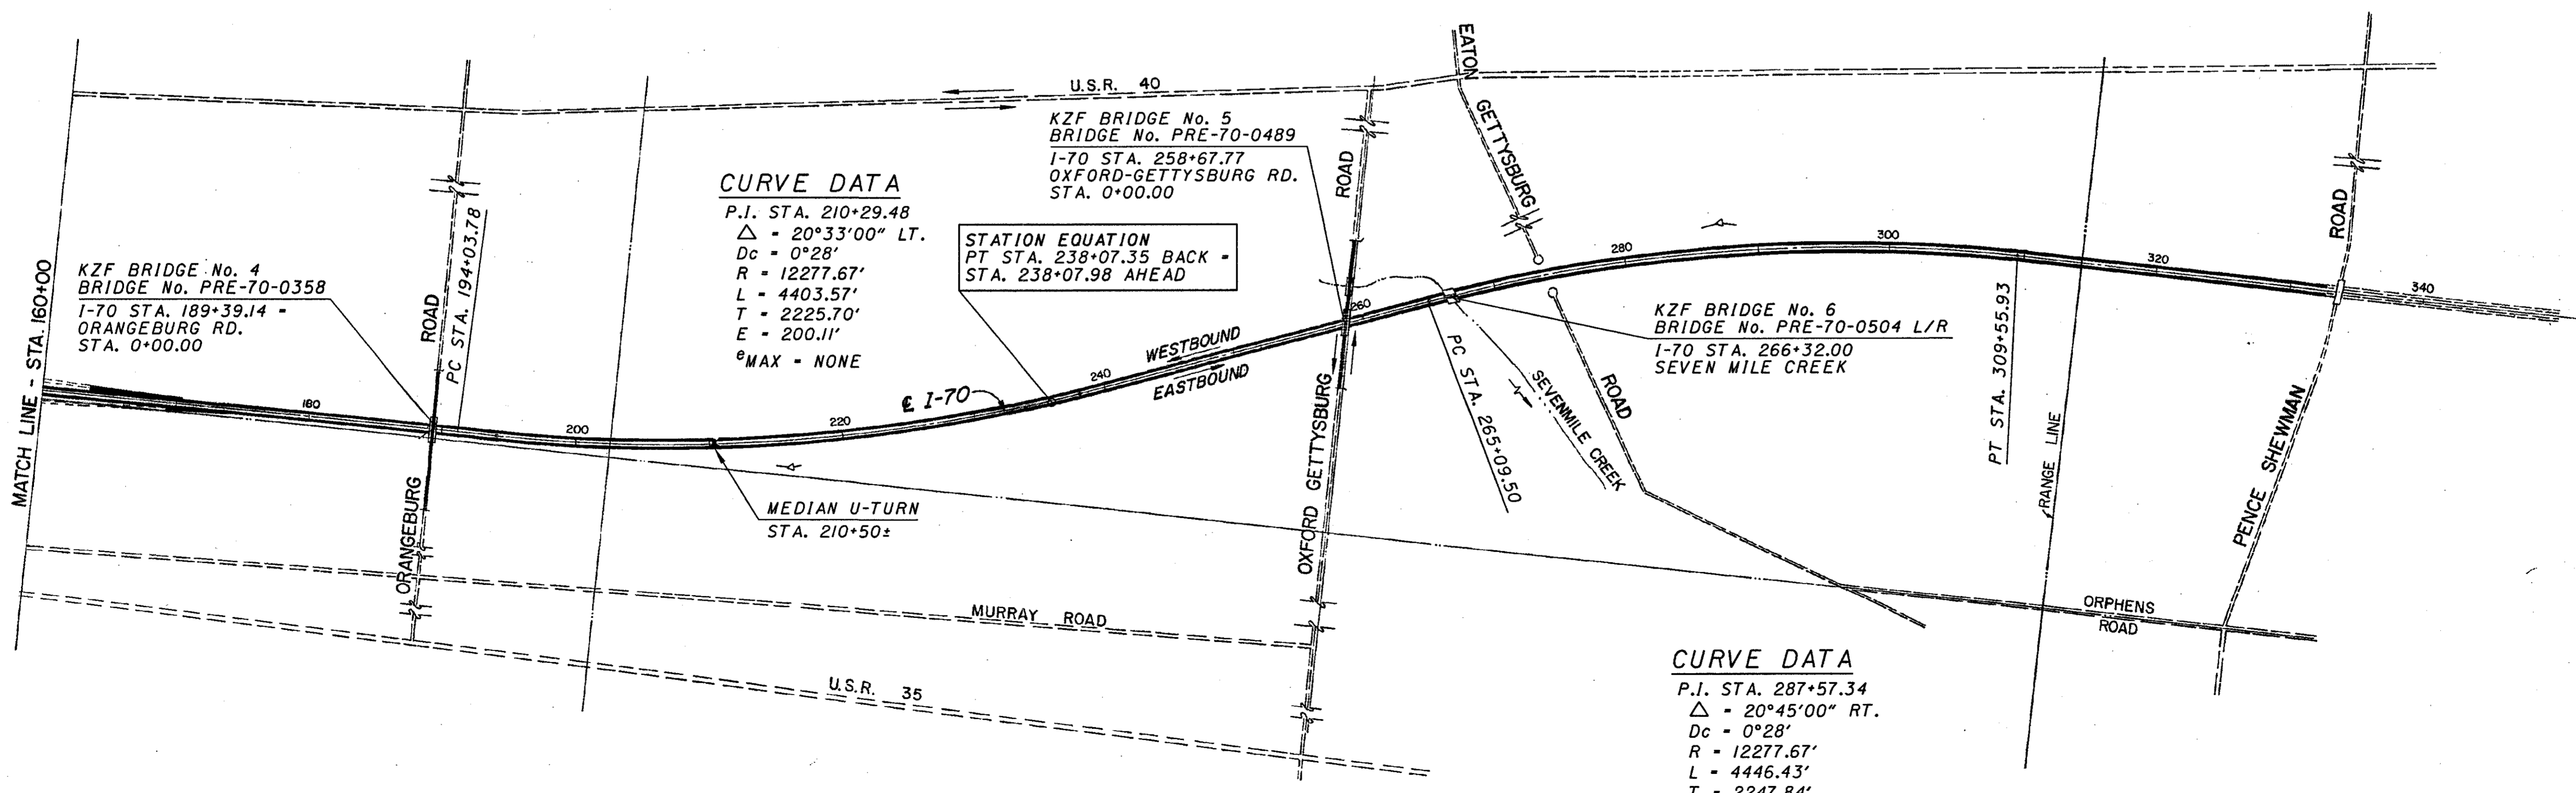 U.S.R. 40
EATON
GETTYSBURG
ROAD
KZF BRIDGE No. 5
BRIDGE No. PRE-70-0489
I-70 STA. 258+67.77
OXFORD-GETTYSBURG RD.
STA. 0+00.00
ROAD
CURVE DATA
P.I. STA. 210+29.48
△ = 20°33'00" LT.
Dc = 0°28'
R = 12277.67'
L = 4403.57'
T = 2225.70'
E = 200.11'
eMAX = NONE
STATION EQUATION
PT STA. 238+07.35 BACK =
STA. 238+07.98 AHEAD
KZF BRIDGE No. 4
BRIDGE No. PRE-70-0358
I-70 STA. 189+39.14 =
ORANGEBURG RD.
STA. 0+00.00
MATCH LINE - STA. 160+00
ROAD
PC STA. 194+03.78
ORANGEBURG
180
200
220
240
260
280
300
320
340
℄ I-70
WESTBOUND
EASTBOUND
MEDIAN U-TURN
STA. 210+50±
OXFORD GETTYSBURG
PC STA. 265+09.50
SEVENMILE CREEK
ROAD
KZF BRIDGE No. 6
BRIDGE No. PRE-70-0504 L/R
I-70 STA. 266+32.00
SEVEN MILE CREEK
PT STA. 309+55.93
RANGE LINE
ROAD
PENCE SHEWMAN
MURRAY ROAD
U.S.R. 35
ORPHENS
ROAD
CURVE DATA
P.I. STA. 287+57.34
△ = 20°45'00" RT.
Dc = 0°28'
R = 12277.67'
L = 4446.43'
T = 2247.84'